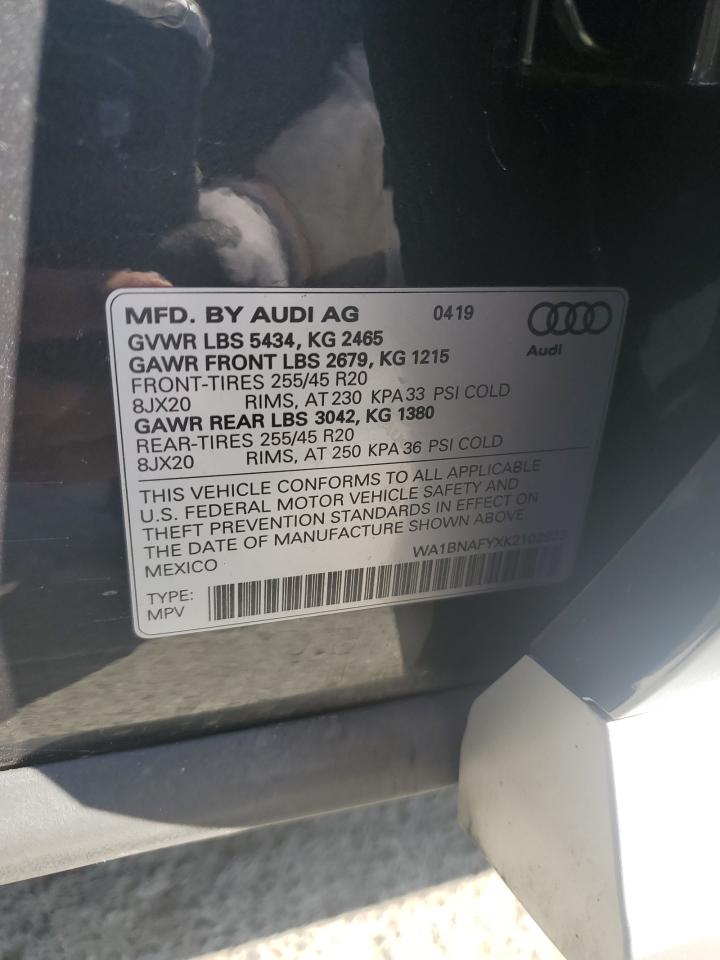 MFD. BY AUDI AG 0419
GVWR LBS 5434, KG 2465
Audi
GAWR FRONT LBS 2679, KG 1215
FRONT-TIRES 255/45 R20
8JX20 RIMS, AT 230 KPA 33 PSI COLD
GAWR REAR LBS 3042, KG 1380
REAR-TIRES 255/45 R20
8JX20 RIMS, AT 250 KPA 36 PSI COLD
THIS VEHICLE CONFORMS TO ALL APPLICABLE
U.S. FEDERAL MOTOR VEHICLE SAFETY AND
THEFT PREVENTION STANDARDS IN EFFECT ON
THE DATE OF MANUFACTURE SHOWN ABOVE.
MEXICO
TYPE:
MPV